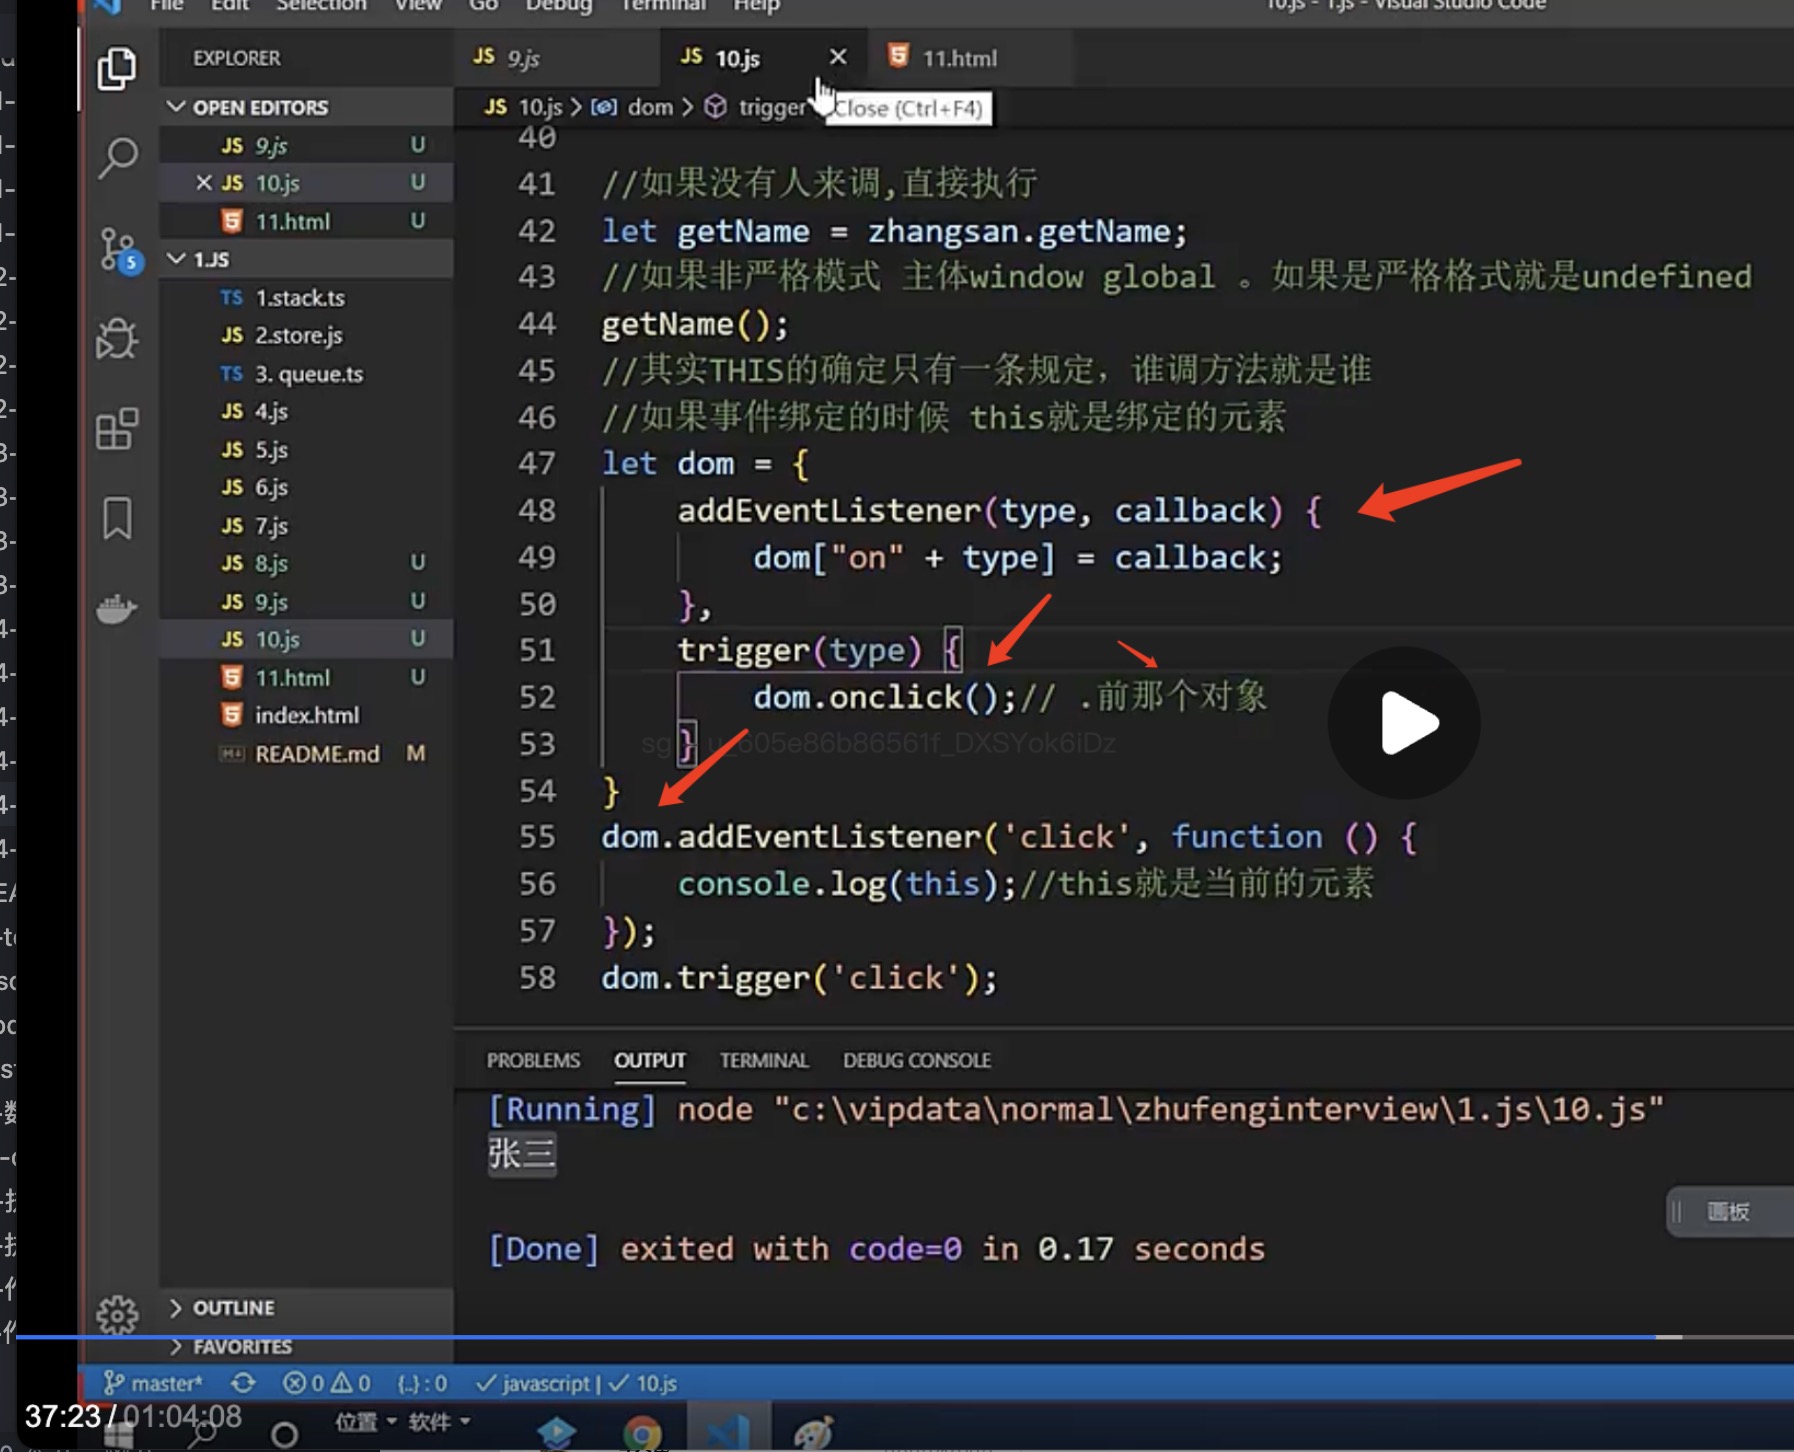 File Edit Selection View Go Debug Terminal Help
10.js - 1.js - Visual Studio Code
EXPLORER
JS 9.js
JS 10.js
11.html
OPEN EDITORS
JS 10.js > dom > trigger
Close (Ctrl+F4)
JS 9.js U
JS 10.js U
11.html U
1.JS
TS 1.stack.ts
JS 2.store.js
TS 3. queue.ts
JS 4.js
JS 5.js
JS 6.js
JS 7.js
JS 8.js U
JS 9.js U
JS 10.js U
11.html U
index.html
README.md M
5
40
41 //如果没有人来调,直接执行
42 let getName = zhangsan.getName;
43 //如果非严格模式 主体window global 。如果是严格格式就是undefined
44 getName();
45 //其实THIS的确定只有一条规定，谁调方法就是谁
46 //如果事件绑定的时候 this就是绑定的元素
47 let dom = {
48 addEventListener(type, callback) {
49 dom["on" + type] = callback;
50 },
51 trigger(type) {
52 dom.onclick();// .前那个对象
53 }
54 }
55 dom.addEventListener('click', function () {
56 console.log(this);//this就是当前的元素
57 });
58 dom.trigger('click');
PROBLEMS OUTPUT TERMINAL DEBUG CONSOLE
[Running] node "c:\vipdata\normal\zhufenginterview\1.js\10.js"
张三
画板
[Done] exited with code=0 in 0.17 seconds
OUTLINE
FAVORITES
master* 0 0 {..} : 0 javascript | 10.js
37:23 / 01:04:08
位置 软件